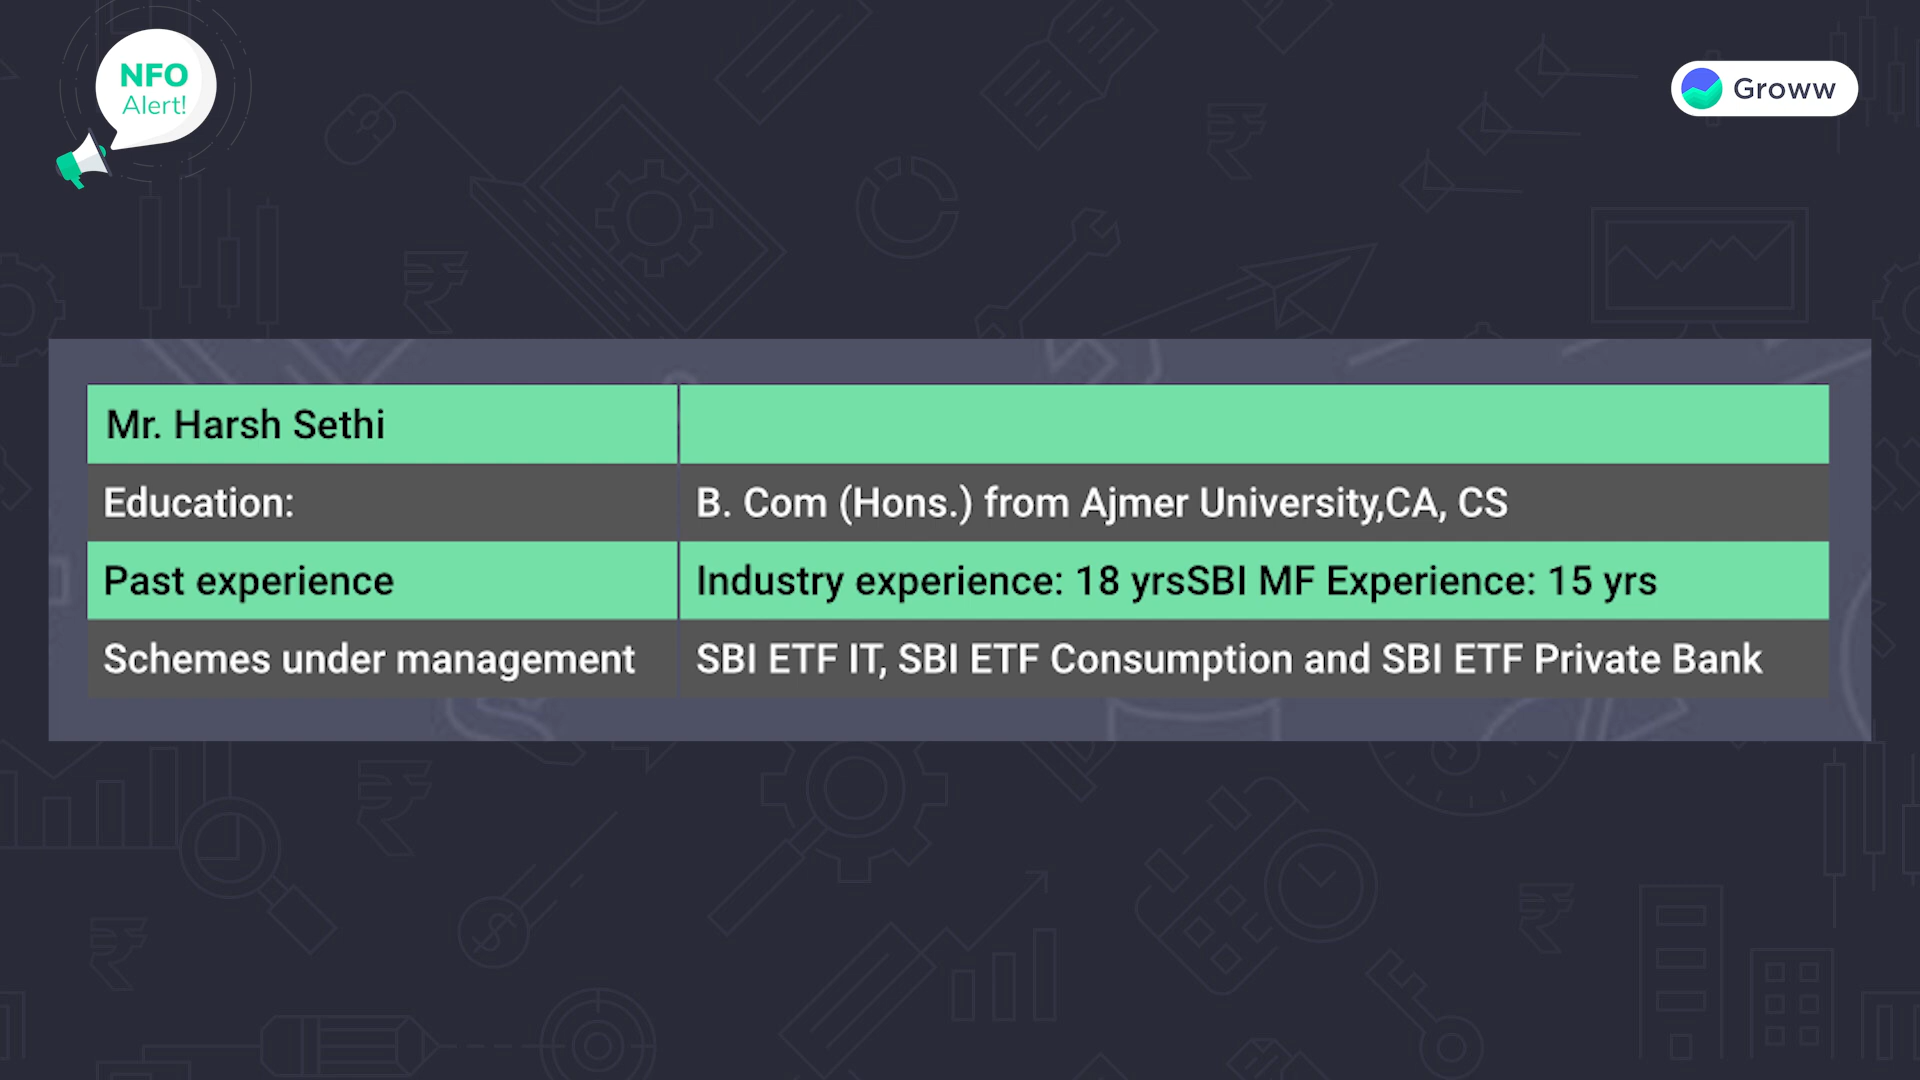 NFO
Alert!
Groww
Mr. Harsh Sethi
Education:
B. Com (Hons.) from Ajmer University,CA, CS
Past experience
Industry experience: 18 yrsSBI MF Experience: 15 yrs
Schemes under management
SBI ETF IT, SBI ETF Consumption and SBI ETF Private Bank